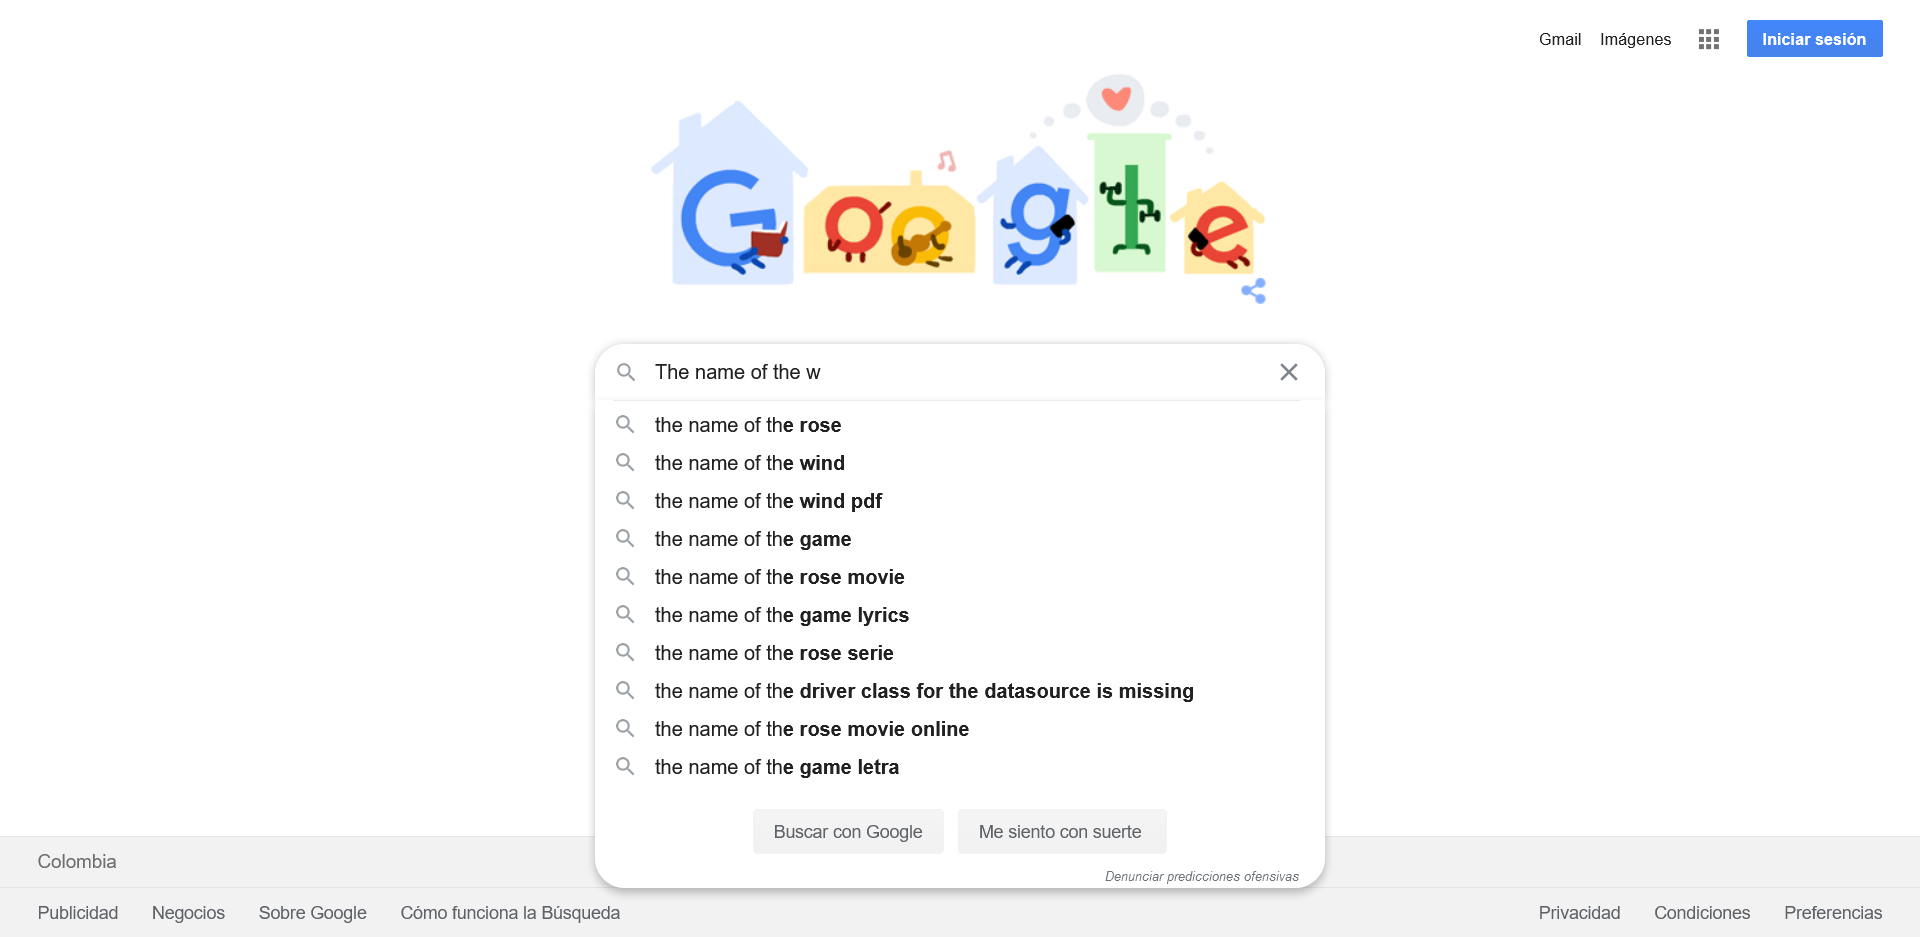 Gmail Imágenes Iniciar sesión
Google
The name of the w
the name of the rose
the name of the wind
the name of the wind pdf
the name of the game
the name of the rose movie
the name of the game lyrics
the name of the rose serie
the name of the driver class for the datasource is missing
the name of the rose movie online
the name of the game letra
Buscar con Google Me siento con suerte
Denunciar predicciones ofensivas
Colombia
Publicidad Negocios Sobre Google Cómo funciona la Búsqueda Privacidad Condiciones Preferencias